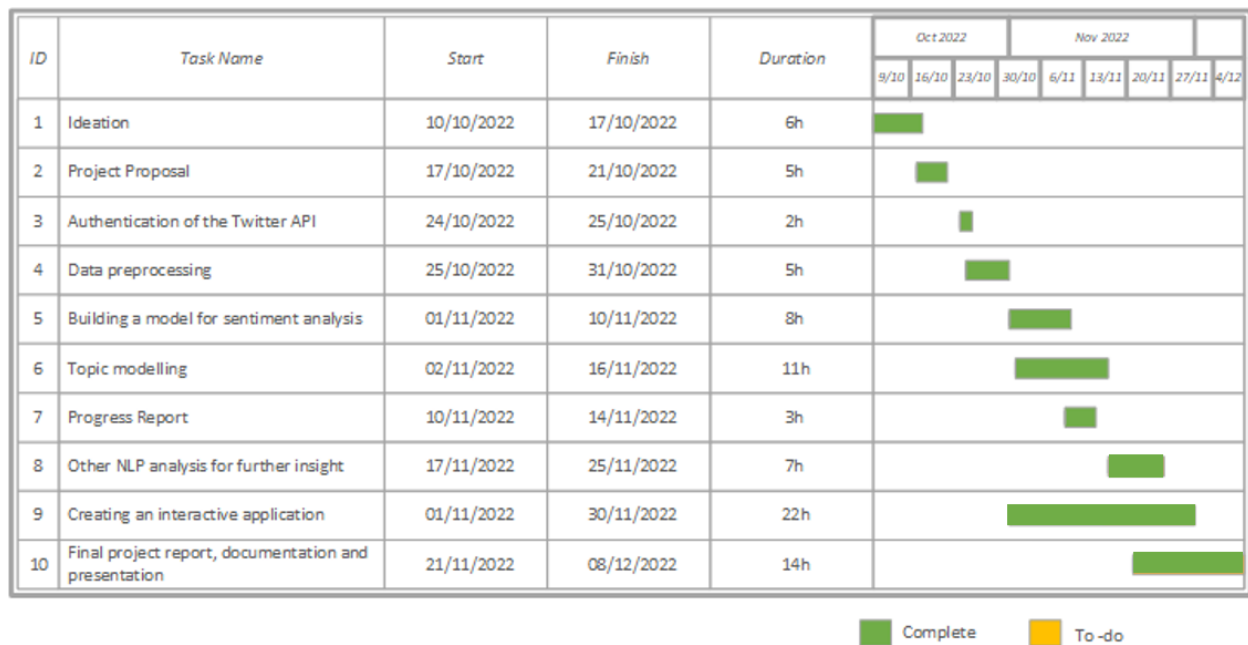 ID Task Name Start Finish Duration Oct 2022 Nov 2022
9/10 16/10 23/10 30/10 6/11 13/11 20/11 27/11 4/12
1 Ideation 10/10/2022 17/10/2022 6h
2 Project Proposal 17/10/2022 21/10/2022 5h
3 Authentication of the Twitter API 24/10/2022 25/10/2022 2h
4 Data preprocessing 25/10/2022 31/10/2022 5h
5 Building a model for sentiment analysis 01/11/2022 10/11/2022 8h
6 Topic modelling 02/11/2022 16/11/2022 11h
7 Progress Report 10/11/2022 14/11/2022 3h
8 Other NLP analysis for further insight 17/11/2022 25/11/2022 7h
9 Creating an interactive application 01/11/2022 30/11/2022 22h
10 Final project report, documentation and
presentation 21/11/2022 08/12/2022 14h
Complete To -do